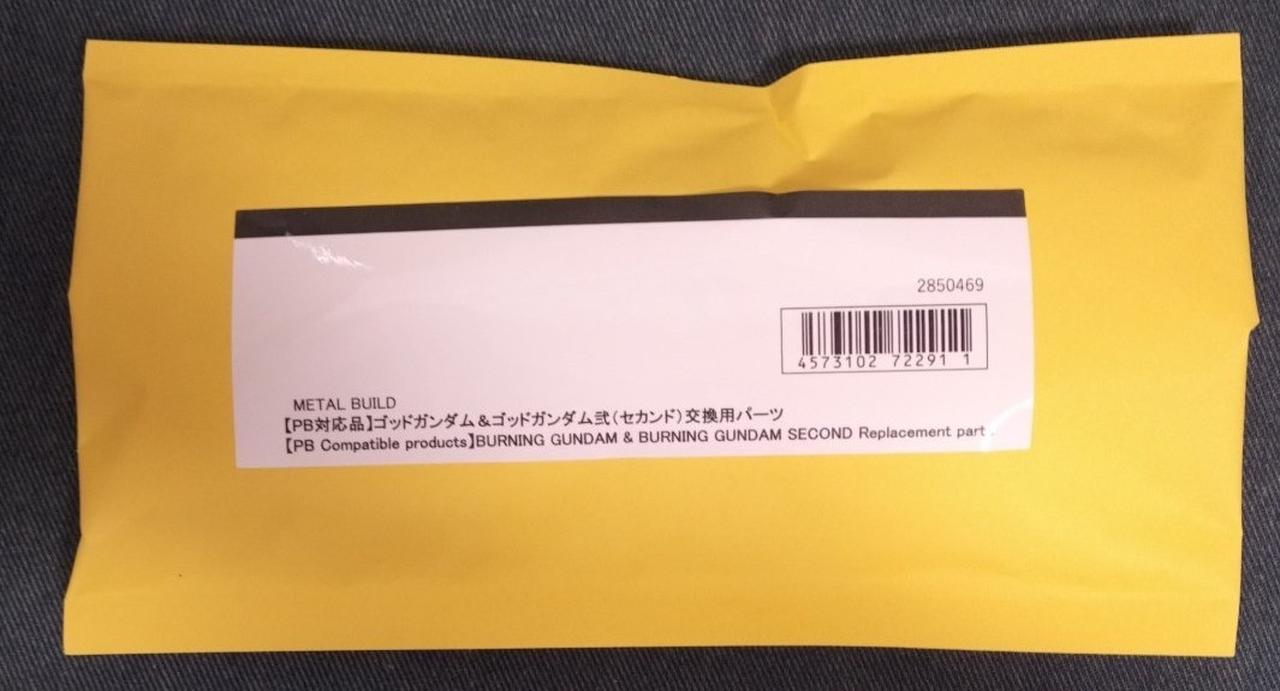 2850469
4573102 72291 1
METAL BUILD
【PB対応品】ゴッドガンダム&ゴッドガンダム弐(セカンド)交換用パーツ
【PB Compatible products】BURNING GUNDAM & BURNING GUNDAM SECOND Replacement part